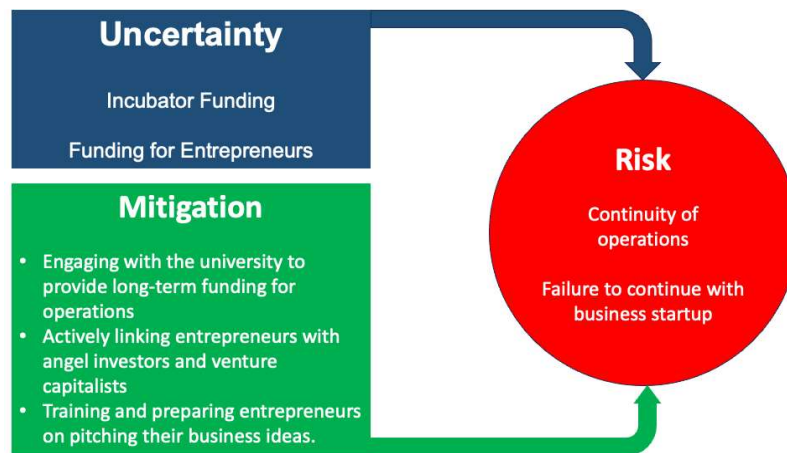 Uncertainty
Incubator Funding
Funding for Entrepreneurs
Mitigation
• Engaging with the university to
provide long-term funding for
operations
• Actively linking entrepreneurs with
angel investors and venture
capitalists
• Training and preparing entrepreneurs
on pitching their business ideas.
Risk
Continuity of
operations
Failure to continue with
business startup